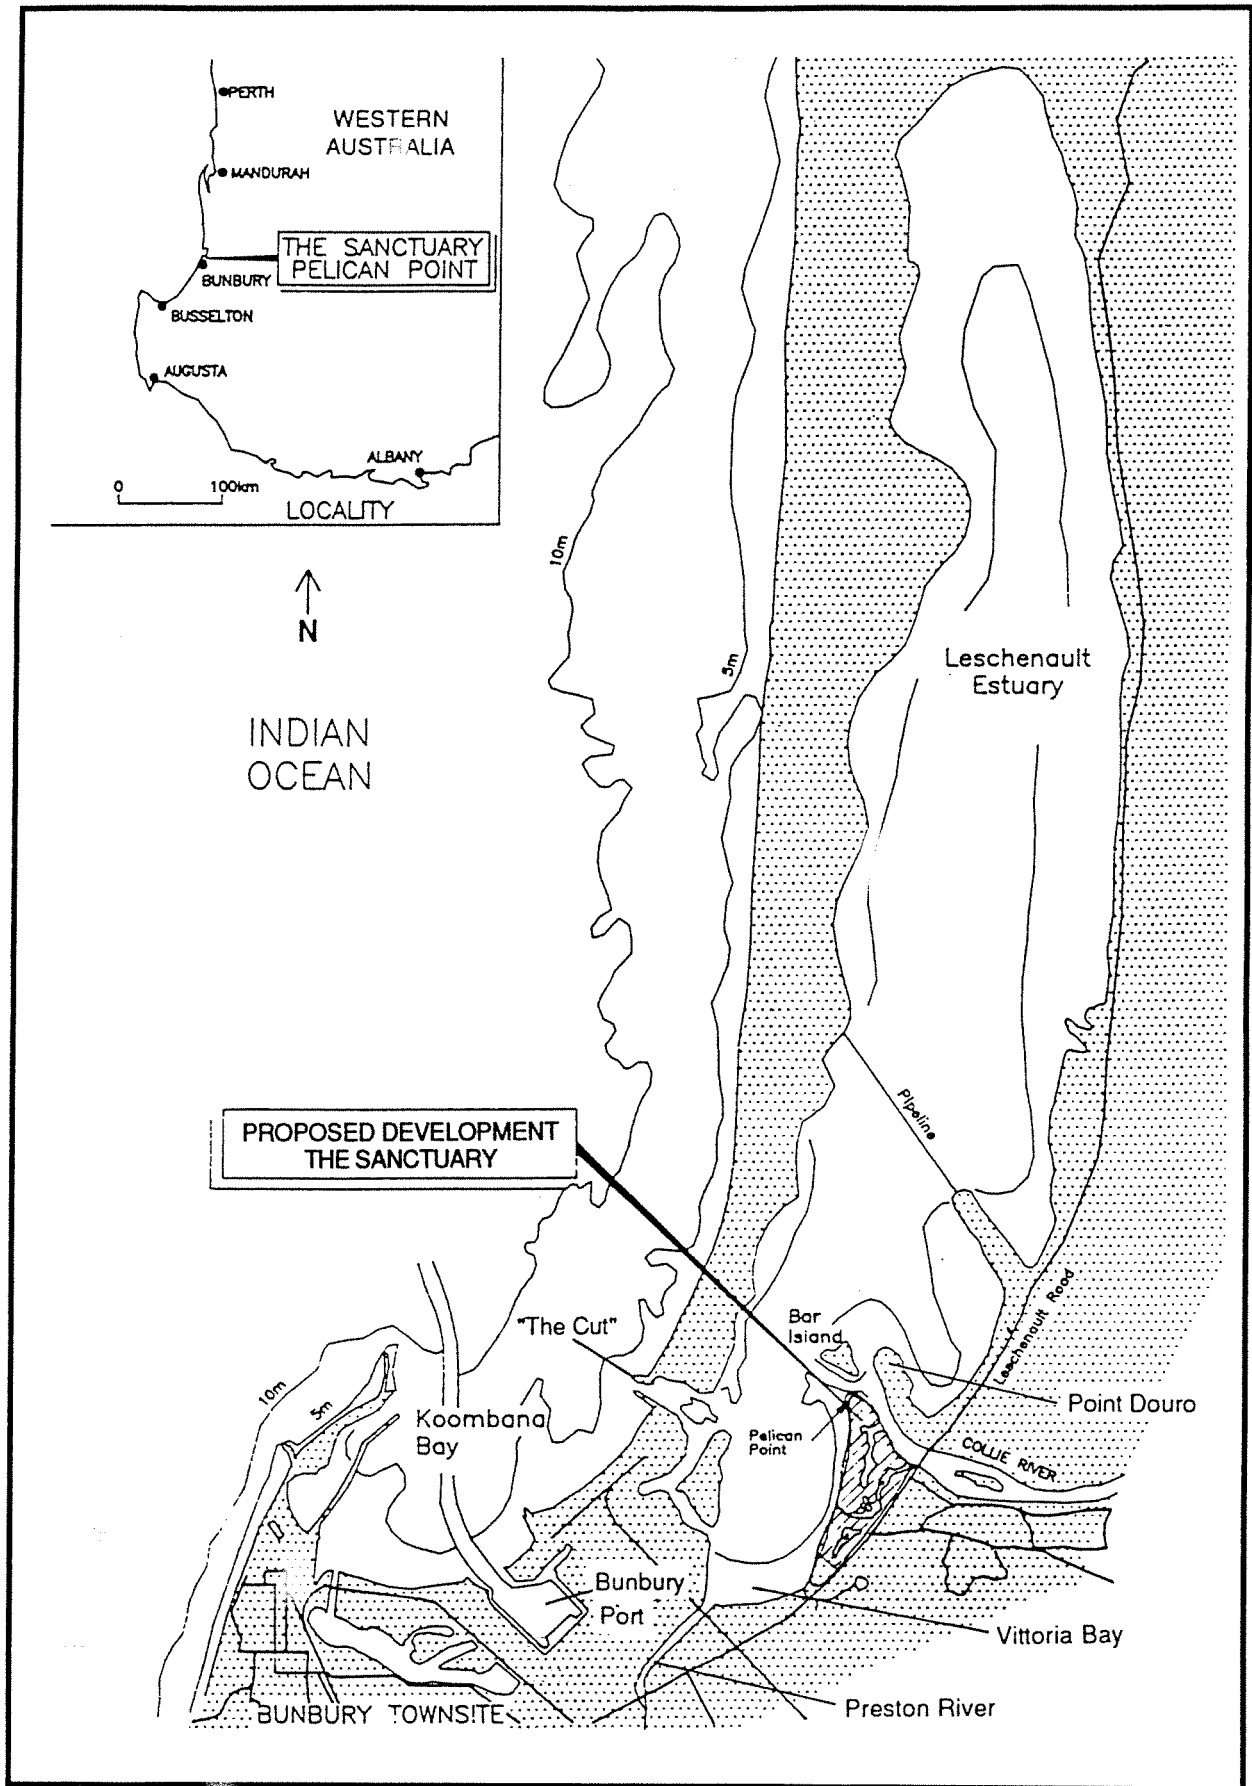 PERTH
WESTERN
AUSTRALIA
MANDURAH
THE SANCTUARY
PELICAN POINT
BUNBURY
BUSSELTON
AUGUSTA
ALBANY
0 100km
LOCALITY
10m
N
5m
Leschenault
Estuary
INDIAN
OCEAN
Pipeline
PROPOSED DEVELOPMENT
THE SANCTUARY
"The Cut"
Bar
Island
Leschenault Road
10m
5m
Koombana
Bay
Point Douro
Pelican
Point
COLLIE RIVER
Bunbury
Port
Vittoria Bay
Preston River
BUNBURY TOWNSITE